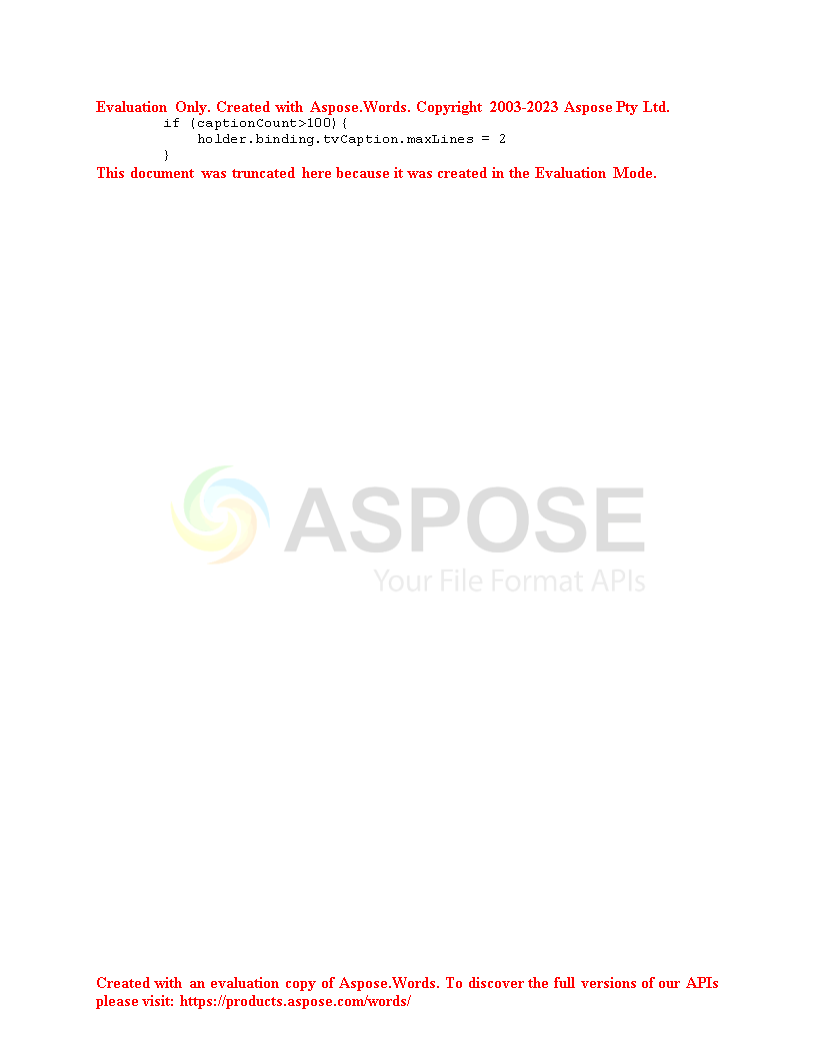 Evaluation Only. Created with Aspose.Words. Copyright 2003-2023 Aspose Pty Ltd.
if (captionCount>100){
holder.binding.tvCaption.maxLines = 2
}
This document was truncated here because it was created in the Evaluation Mode.
ASPOSE
Your File Format APIs
Created with an evaluation copy of Aspose.Words. To discover the full versions of our APIs
please visit: https://products.aspose.com/words/